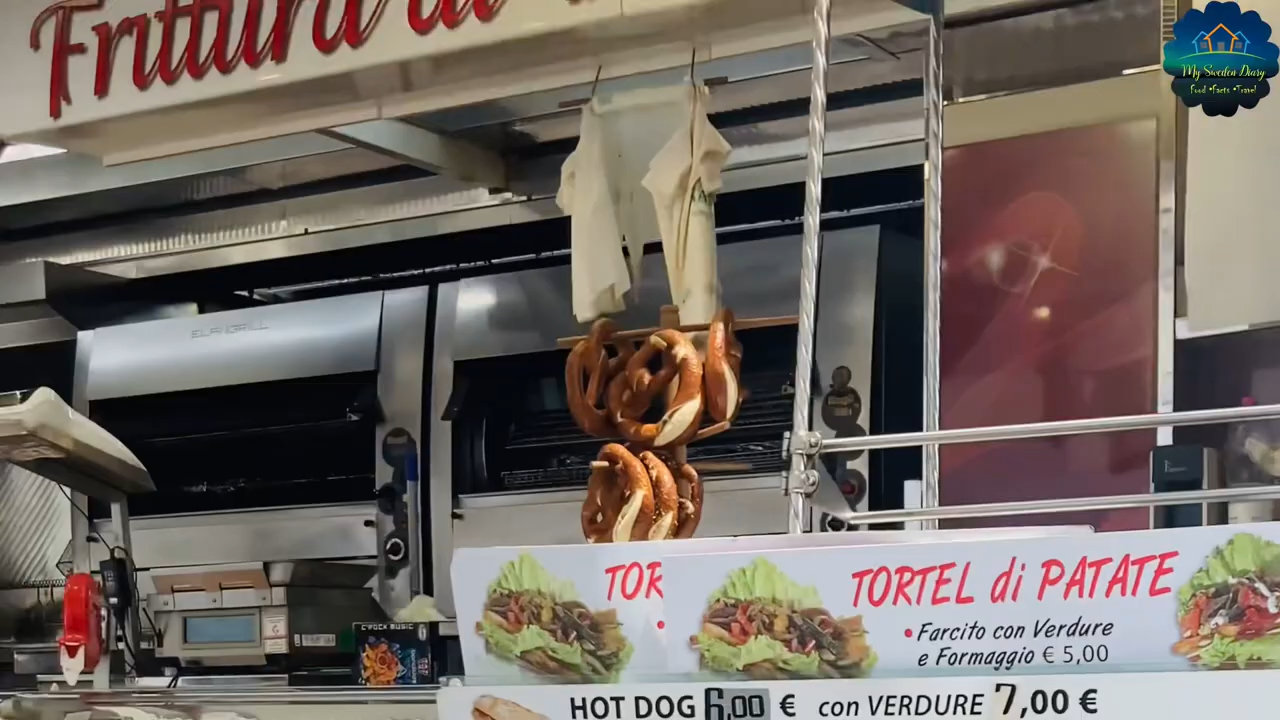 Frittura di
My Sweden Diary
Food •Facts •Travel
ELANGRILL
TOR
TORTEL di PATATE
• Farcito con Verdure
e Formaggio € 5,00
HOT DOG 6,00 € con VERDURE 7,00 €